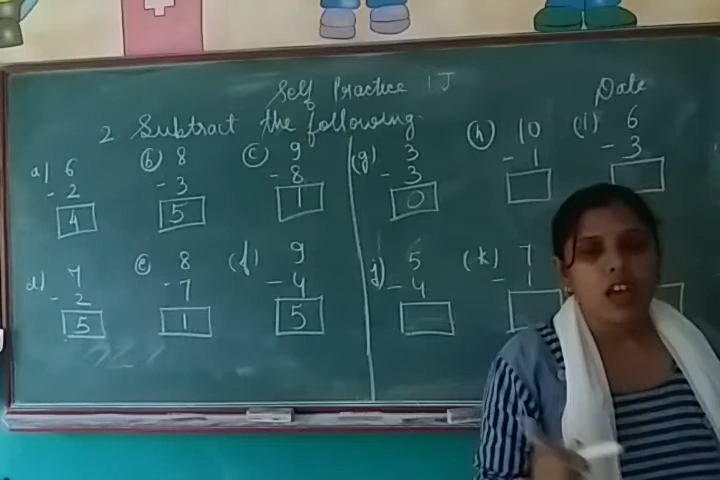 Self Practice 1J Date
2. Subtract the following.
a) 6 - 2 4 (b) 8 - 3 5 (c) 9 - 8 1 (g) 3 - 3 0 (h) 10 - 1 (i) 6 - 3
d) 7 - 2 5 (e) 8 - 7 1 (f) 9 - 4 5 j) 5 - 4 (k) 7 - 1